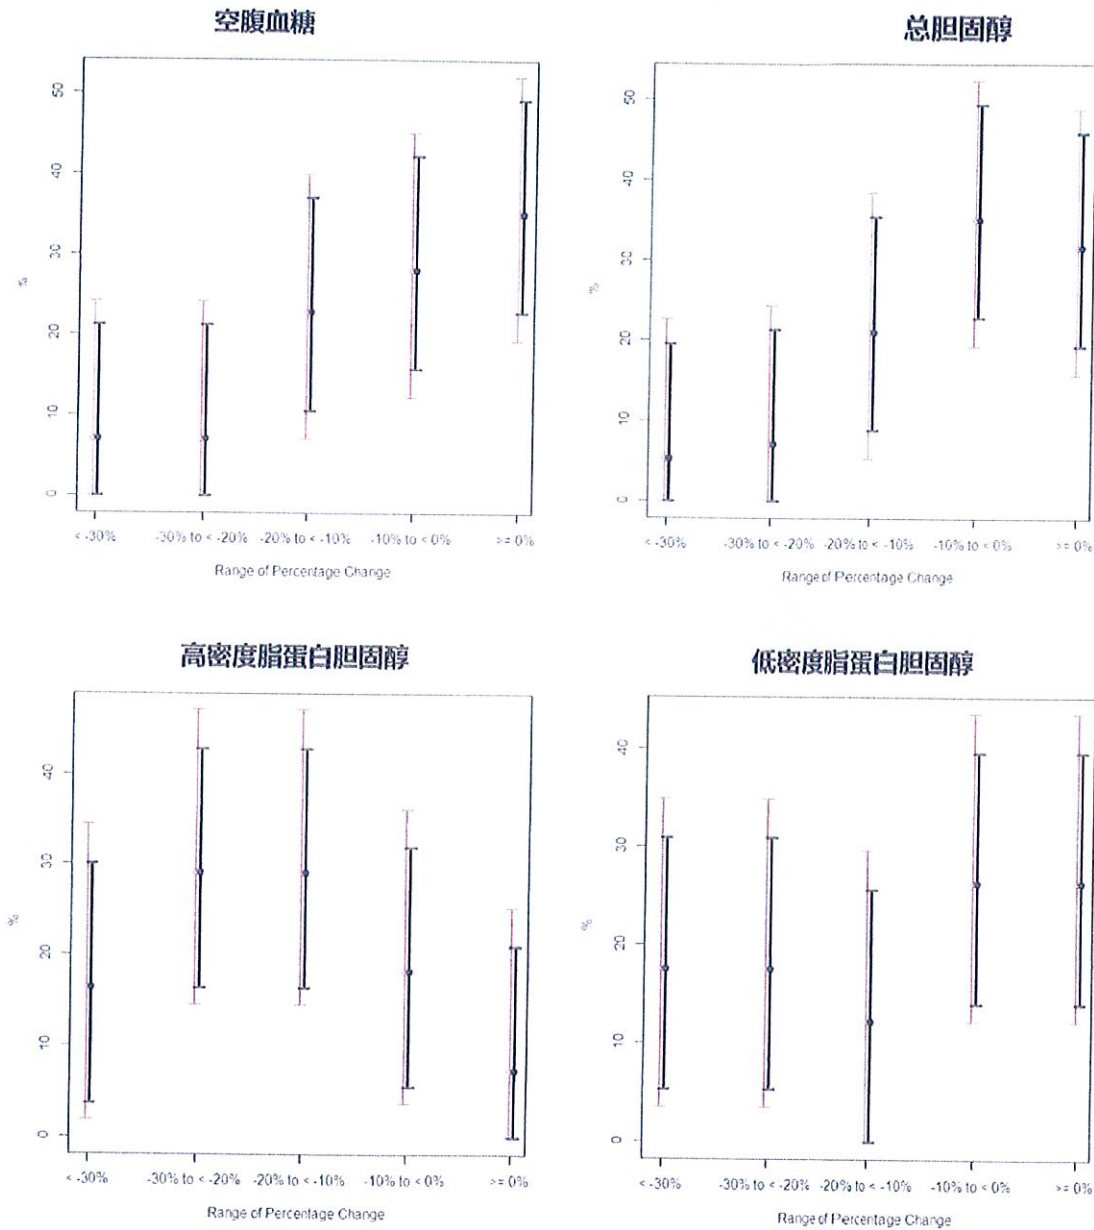 空腹血糖
%
50
40
30
20
10
0
< -30% -30% to < -20% -20% to < -10% -10% to < 0% >= 0%
Range of Percentage Change
总胆固醇
%
50
40
30
20
10
0
< -30% -30% to < -20% -20% to < -10% -10% to < 0% >= 0%
Range of Percentage Change
高密度脂蛋白胆固醇
%
40
30
20
10
0
< -30% -30% to < -20% -20% to < -10% -10% to < 0% >= 0%
Range of Percentage Change
低密度脂蛋白胆固醇
%
40
30
20
10
0
< -30% -30% to < -20% -20% to < -10% -10% to < 0% >= 0%
Range of Percentage Change